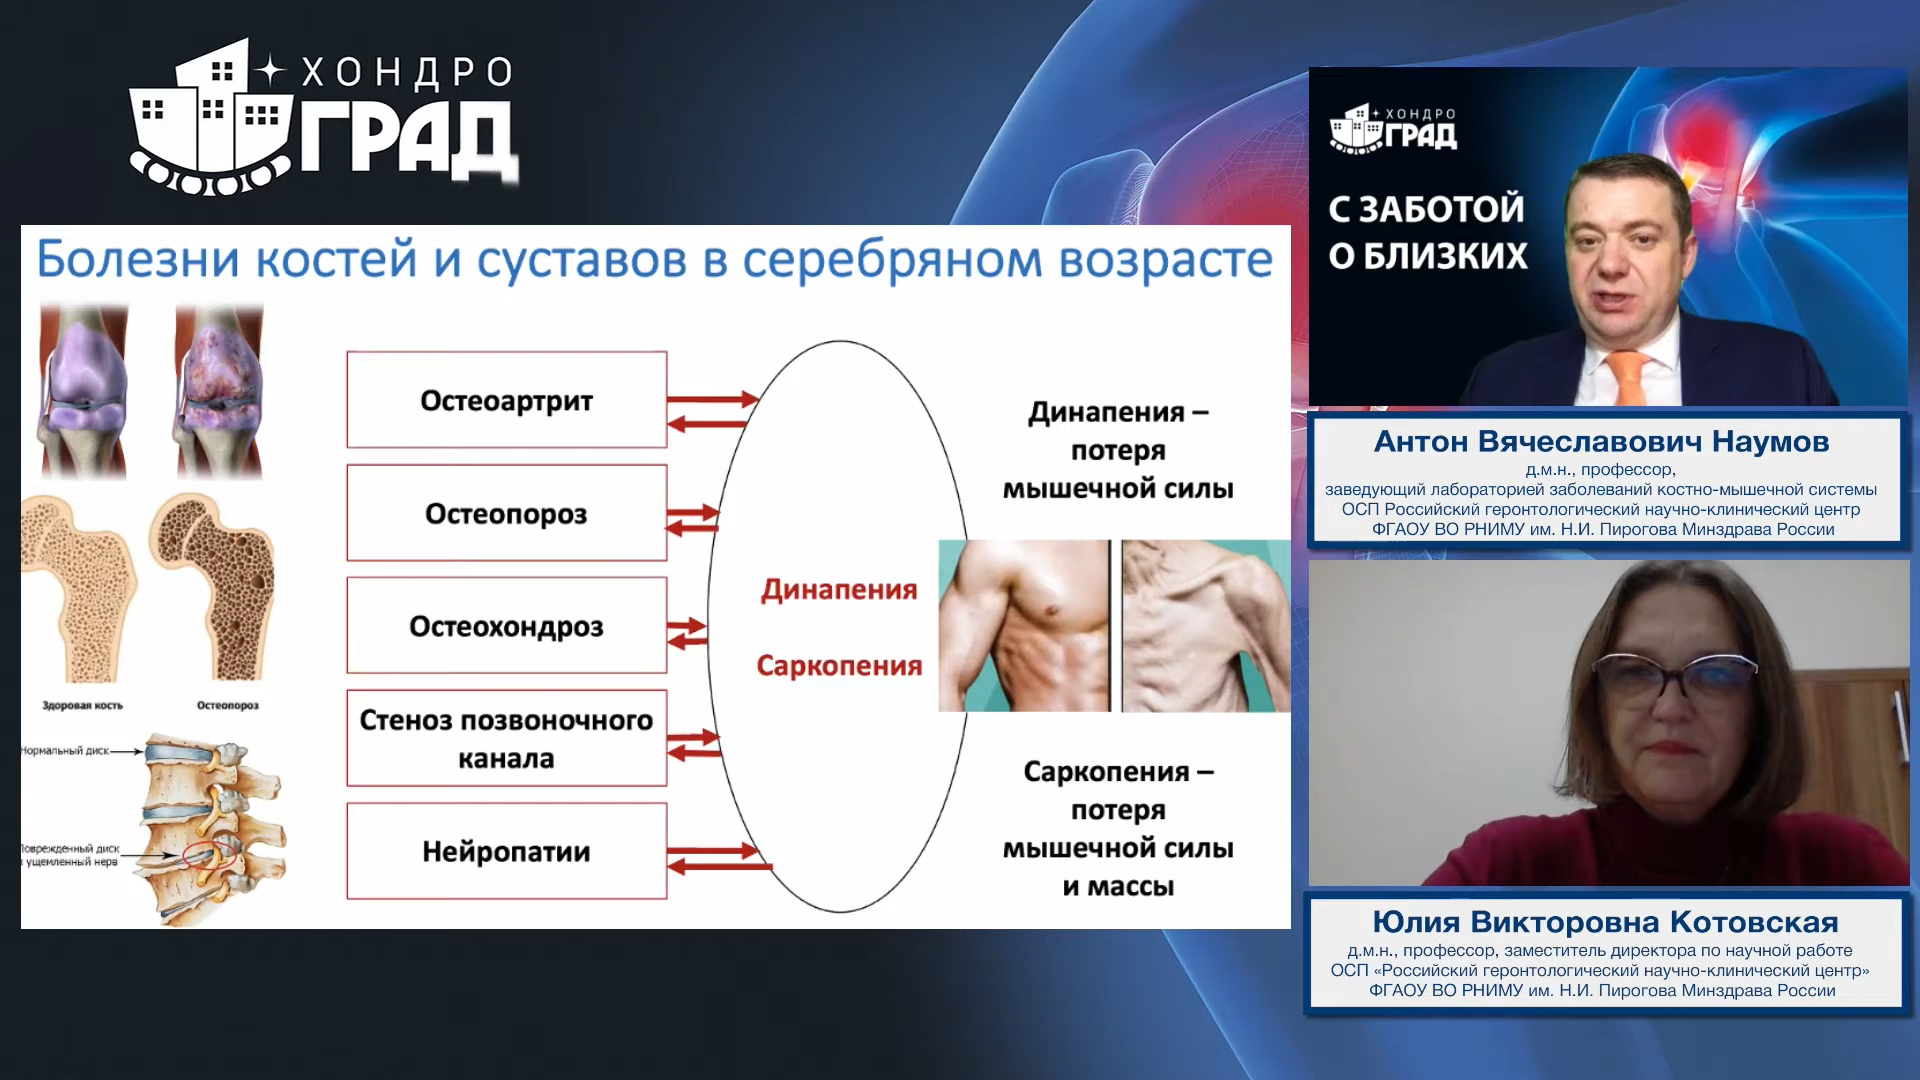 ХОНДРО
ГРАД
Болезни костей и суставов в серебряном возрасте
Остеоартрит
Остеопороз
Остеохондроз
Стеноз позвоночного
канала
Нейропатии
Здоровая кость
Остеопороз
Нормальный диск
Поврежденный диск
и ущемленный нерв
Динапения
Саркопения
Динапения –
потеря
мышечной силы
Саркопения –
потеря
мышечной силы
и массы
ХОНДРО
ГРАД
С ЗАБОТОЙ
О БЛИЗКИХ
Антон Вячеславович Наумов
д.м.н., профессор,
заведующий лабораторией заболеваний костно-мышечной системы
ОСП Российский геронтологический научно-клинический центр
ФГАОУ ВО РНИМУ им. Н.И. Пирогова Минздрава России
Юлия Викторовна Котовская
д.м.н., профессор, заместитель директора по научной работе
ОСП «Российский геронтологический научно-клинический центр»
ФГАОУ ВО РНИМУ им. Н.И. Пирогова Минздрава России